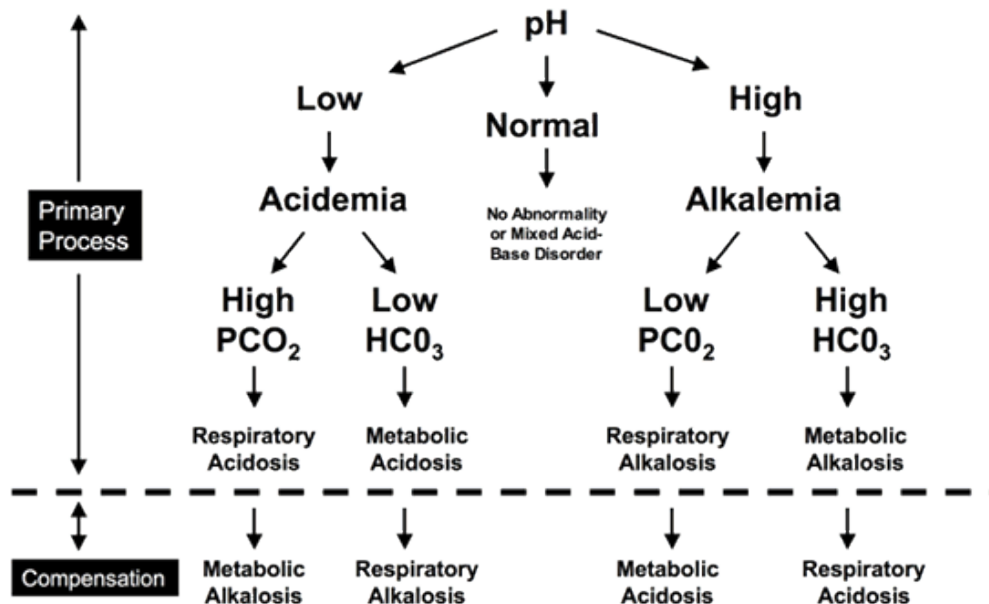 pH
Low
Normal
High
Acidemia
No Abnormality
or Mixed Acid-
Base Disorder
Alkalemia
Primary
Process
High
PCO₂
Low
HC0₃
Low
PC0₂
High
HC0₃
Respiratory
Acidosis
Metabolic
Acidosis
Respiratory
Alkalosis
Metabolic
Alkalosis
Compensation
Metabolic
Alkalosis
Respiratory
Alkalosis
Metabolic
Acidosis
Respiratory
Acidosis